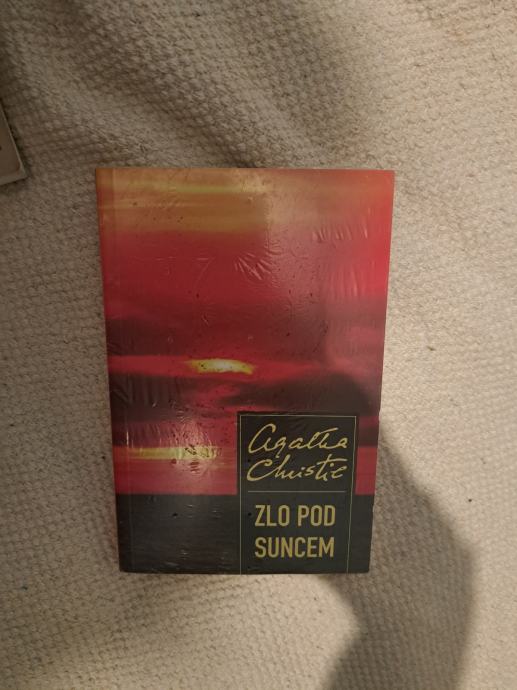 Agatha
Christie
ZLO POD
SUNCEM